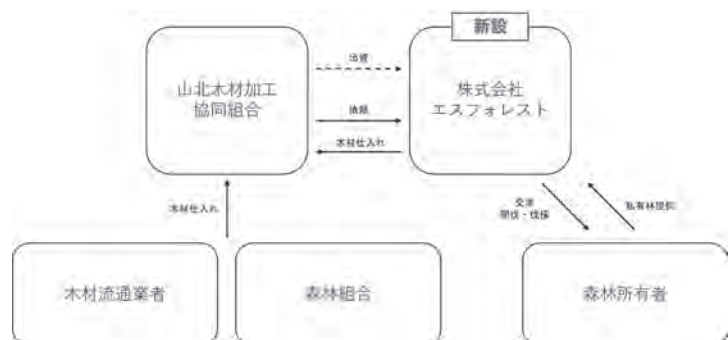 新設
山北木材加工
協同組合
出資
依頼
木材仕入れ
株式会社
エスフォレスト
木材仕入れ
交渉
間伐・伐採
私有林提供
木材流通業者
森林組合
森林所有者